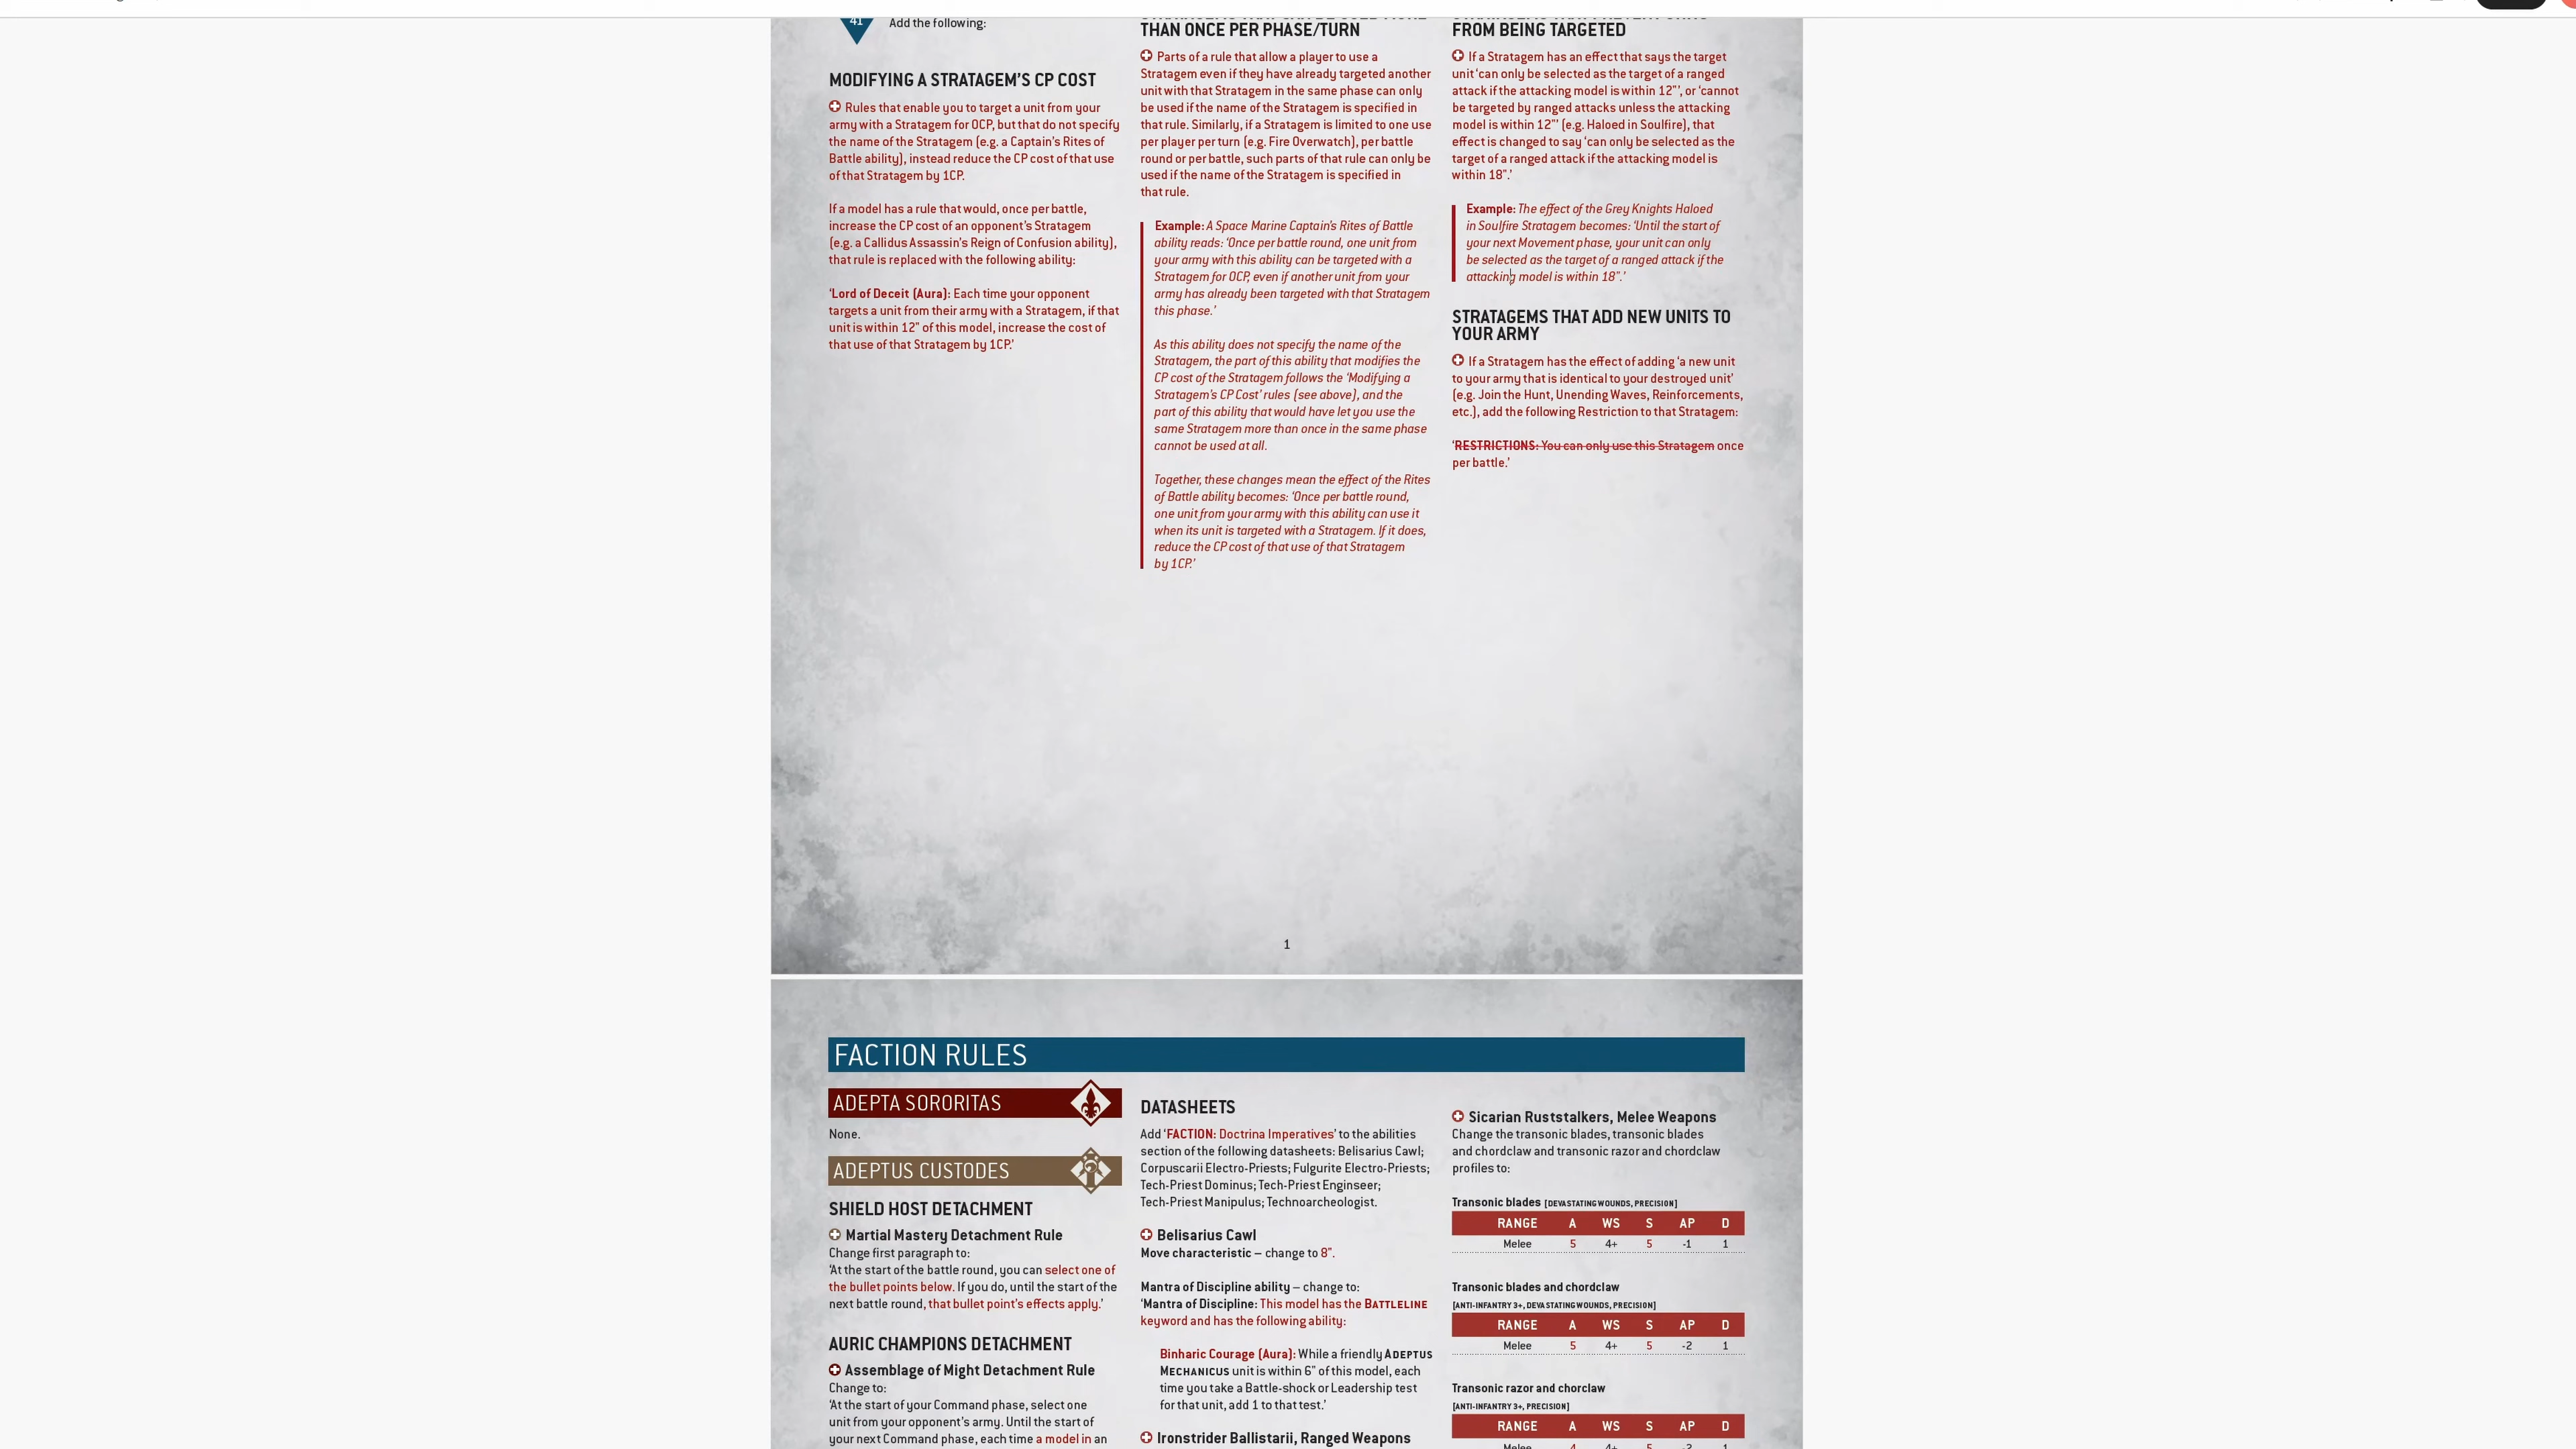 41
Add the following:
MODIFYING A STRATAGEM'S CP COST
Rules that enable you to target a unit from your
army with a Stratagem for 0CP, but that do not specify
the name of the Stratagem (e.g. a Captain's Rites of
Battle ability), instead reduce the CP cost of that use
of that Stratagem by 1CP.
If a model has a rule that would, once per battle,
increase the CP cost of an opponent's Stratagem
(e.g. a Callidus Assassin's Reign of Confusion ability),
that rule is replaced with the following ability:
'Lord of Deceit (Aura): Each time your opponent
targets a unit from their army with a Stratagem, if that
unit is within 12" of this model, increase the cost of
that use of that Stratagem by 1CP.'
THAN ONCE PER PHASE/TURN
Parts of a rule that allow a player to use a
Stratagem even if they have already targeted another
unit with that Stratagem in the same phase can only
be used if the name of the Stratagem is specified in
that rule. Similarly, if a Stratagem is limited to one use
per player per turn (e.g. Fire Overwatch), per battle
round or per battle, such parts of that rule can only be
used if the name of the Stratagem is specified in
that rule.
Example: A Space Marine Captain's Rites of Battle
ability reads: 'Once per battle round, one unit from
your army with this ability can be targeted with a
Stratagem for 0CP, even if another unit from your
army has already been targeted with that Stratagem
this phase.'
As this ability does not specify the name of the
Stratagem, the part of this ability that modifies the
CP cost of the Stratagem follows the 'Modifying a
Stratagem's CP Cost' rules (see above), and the
part of this ability that would have let you use the
same Stratagem more than once in the same phase
cannot be used at all.
Together, these changes mean the effect of the Rites
of Battle ability becomes: 'Once per battle round,
one unit from your army with this ability can use it
when its unit is targeted with a Stratagem. If it does,
reduce the CP cost of that use of that Stratagem
by 1CP.'
FROM BEING TARGETED
If a Stratagem has an effect that says the target
unit 'can only be selected as the target of a ranged
attack if the attacking model is within 12"', or 'cannot
be targeted by ranged attacks unless the attacking
model is within 12"' (e.g. Haloed in Soulfire), that
effect is changed to say 'can only be selected as the
target of a ranged attack if the attacking model is
within 18".'
Example: The effect of the Grey Knights Haloed
in Soulfire Stratagem becomes: 'Until the start of
your next Movement phase, your unit can only
be selected as the target of a ranged attack if the
attacking model is within 18".'
STRATAGEMS THAT ADD NEW UNITS TO
YOUR ARMY
If a Stratagem has the effect of adding 'a new unit
to your army that is identical to your destroyed unit'
(e.g. Join the Hunt, Unending Waves, Reinforcements,
etc.), add the following Restriction to that Stratagem:
'RESTRICTIONS: You can only use this Stratagem once
per battle.'
1
FACTION RULES
ADEPTA SORORITAS
None.
ADEPTUS CUSTODES
SHIELD HOST DETACHMENT
Martial Mastery Detachment Rule
Change first paragraph to:
'At the start of the battle round, you can select one of
the bullet points below. If you do, until the start of the
next battle round, that bullet point's effects apply.'
AURIC CHAMPIONS DETACHMENT
Assemblage of Might Detachment Rule
Change to:
'At the start of your Command phase, select one
unit from your opponent's army. Until the start of
your next Command phase, each time a model in an
DATASHEETS
Add 'FACTION: Doctrina Imperatives' to the abilities
section of the following datasheets: Belisarius Cawl;
Corpuscarii Electro-Priests; Fulgurite Electro-Priests;
Tech-Priest Dominus; Tech-Priest Enginseer;
Tech-Priest Manipulus; Technoarcheologist.
Belisarius Cawl
Move characteristic – change to 8".
Mantra of Discipline ability – change to:
'Mantra of Discipline: This model has the BATTLELINE
keyword and has the following ability:
Binharic Courage (Aura): While a friendly ADEPTUS
MECHANICUS unit is within 6" of this model, each
time you take a Battle-shock or Leadership test
for that unit, add 1 to that test.'
Ironstrider Ballistarii, Ranged Weapons
Sicarian Ruststalkers, Melee Weapons
Change the transonic blades, transonic blades
and chordclaw and transonic razor and chordclaw
profiles to:
Transonic blades [DEVASTATING WOUNDS, PRECISION]
RANGE A WS S AP D
Melee 5 4+ 5 -1 1
Transonic blades and chordclaw
[ANTI-INFANTRY 3+, DEVASTATING WOUNDS, PRECISION]
RANGE A WS S AP D
Melee 5 4+ 5 -2 1
Transonic razor and chorclaw
[ANTI-INFANTRY 3+, PRECISION]
RANGE A WS S AP D
Melee 4 4+ 5 -2 1